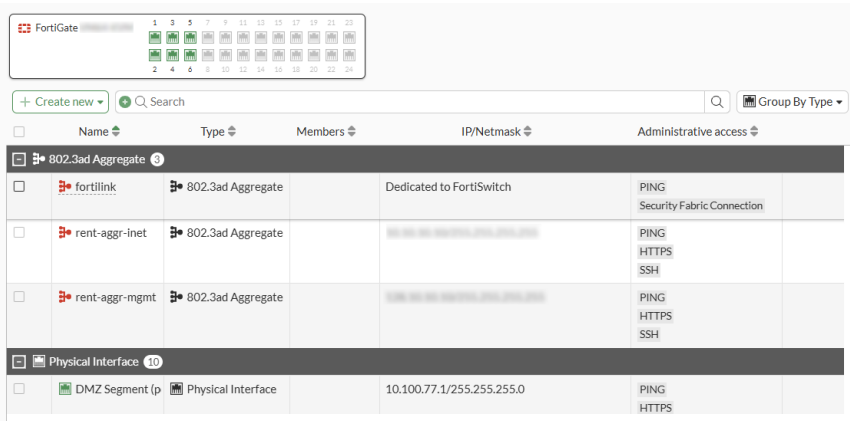 FortiGate
1 3 5 7 9 11 13 15 17 19 21 23
2 4 6 8 10 12 14 16 18 20 22 24
Create new Search Group By Type
Name Type Members IP/Netmask Administrative access
802.3ad Aggregate 3
fortilink 802.3ad Aggregate Dedicated to FortiSwitch PING
Security Fabric Connection
rent-aggr-inet 802.3ad Aggregate PING
HTTPS
SSH
rent-aggr-mgmt 802.3ad Aggregate PING
HTTPS
SSH
Physical Interface 10
DMZ Segment (p Physical Interface 10.100.77.1/255.255.255.0 PING
HTTPS